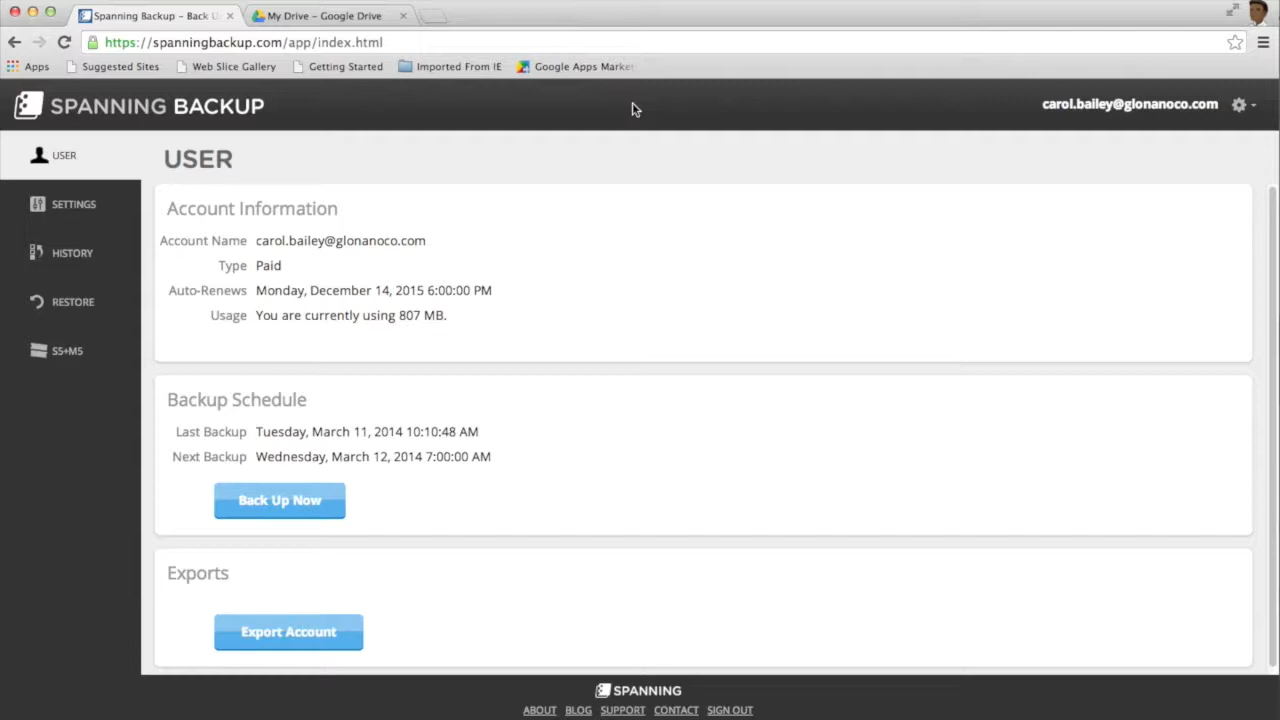 Spanning Backup – Back U
My Drive – Google Drive
https://spanningbackup.com/app/index.html
Apps
Suggested Sites
Web Slice Gallery
Getting Started
Imported From IE
Google Apps Marke
SPANNING BACKUP
carol.bailey@glonanoco.com
USER
SETTINGS
HISTORY
RESTORE
S5+M5
USER
Account Information
Account Name carol.bailey@glonanoco.com
Type Paid
Auto-Renews Monday, December 14, 2015 6:00:00 PM
Usage You are currently using 807 MB.
Backup Schedule
Last Backup Tuesday, March 11, 2014 10:10:48 AM
Next Backup Wednesday, March 12, 2014 7:00:00 AM
Back Up Now
Exports
Export Account
SPANNING
ABOUT BLOG SUPPORT CONTACT SIGN OUT